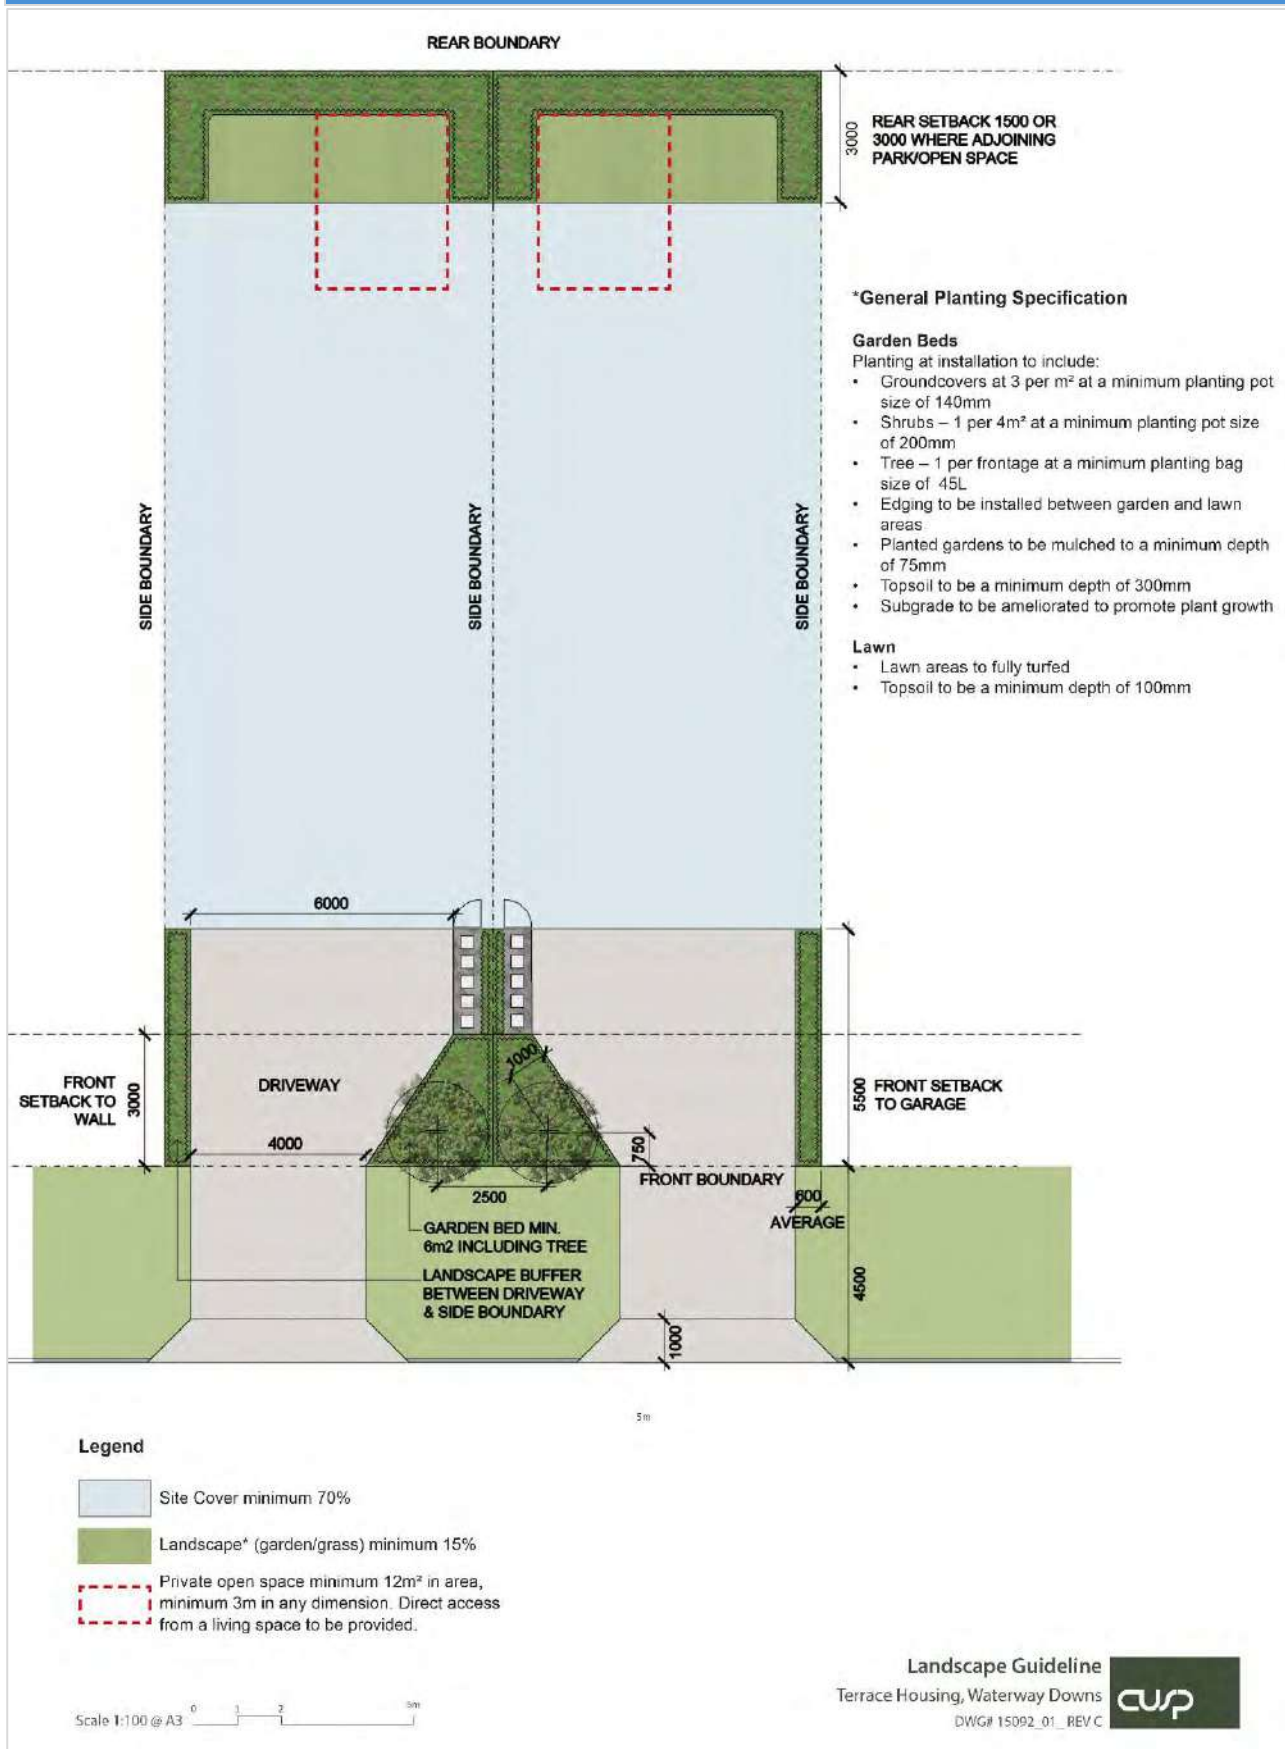 REAR BOUNDARY
3000
REAR SETBACK 1500 OR
3000 WHERE ADJOINING
PARK/OPEN SPACE
*General Planting Specification
Garden Beds
Planting at installation to include:
• Groundcovers at 3 per m² at a minimum planting pot
size of 140mm
• Shrubs – 1 per 4m² at a minimum planting pot size
of 200mm
• Tree – 1 per frontage at a minimum planting bag
size of 45L
• Edging to be installed between garden and lawn
areas
• Planted gardens to be mulched to a minimum depth
of 75mm
• Topsoil to be a minimum depth of 300mm
• Subgrade to be ameliorated to promote plant growth
Lawn
• Lawn areas to fully turfed
• Topsoil to be a minimum depth of 100mm
SIDE BOUNDARY
SIDE BOUNDARY
SIDE BOUNDARY
6000
FRONT
SETBACK TO
WALL
3000
DRIVEWAY
4000
1000
750
5500
FRONT SETBACK
TO GARAGE
FRONT BOUNDARY
2500
600
AVERAGE
GARDEN BED MIN.
6m2 INCLUDING TREE
LANDSCAPE BUFFER
BETWEEN DRIVEWAY
& SIDE BOUNDARY
4500
1000
5m
Legend
Site Cover minimum 70%
Landscape* (garden/grass) minimum 15%
Private open space minimum 12m² in area,
minimum 3m in any dimension. Direct access
from a living space to be provided.
Scale 1:100 @ A3
0 1 2 5m
Landscape Guideline
Terrace Housing, Waterway Downs
DWG# 15092_01_ REV C
cusp